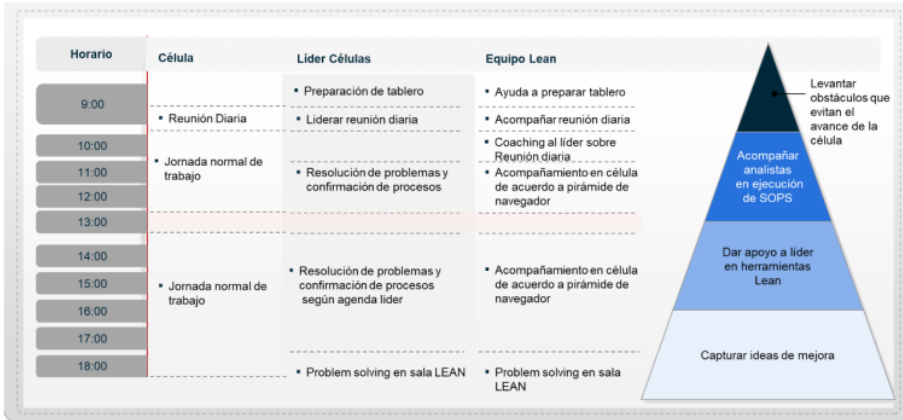 Horario
Célula
Líder Células
Equipo Lean
9:00
▪ Preparación de tablero
▪ Ayuda a preparar tablero
▪ Reunión Diaria
▪ Liderar reunión diaria
▪ Acompañar reunión diaria
10:00
▪ Coaching al líder sobre
Reunión diaria
11:00
12:00
▪ Jornada normal de
trabajo
▪ Resolución de problemas y
confirmación de procesos
▪ Acompañamiento en célula
de acuerdo a pirámide de
navegador
13:00
14:00
15:00
16:00
17:00
▪ Jornada normal de
trabajo
▪ Resolución de problemas y
confirmación de procesos
según agenda lider
▪ Acompañamiento en célula
de acuerdo a pirámide de
navegador
18:00
▪ Problem solving en sala LEAN
▪ Problem solving en sala
LEAN
Levantar
obstáculos que
evitan el
avance de la
célula
Acompañar
analistas
en ejecución
de SOPS
Dar apoyo a líder
en herramientas
Lean
Capturar ideas de mejora